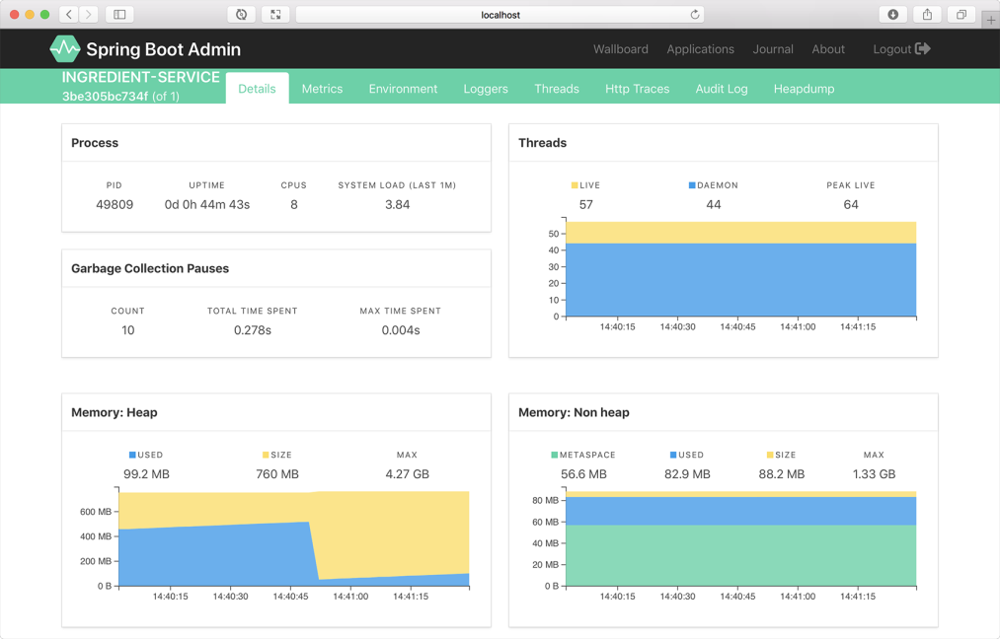 localhost
Spring Boot Admin
Wallboard Applications Journal About Logout
INGREDIENT-SERVICE
3be305bc734f (of 1)
Details Metrics Environment Loggers Threads Http Traces Audit Log Heapdump
Process
PID UPTIME CPUS SYSTEM LOAD (LAST 1M)
49809 0d 0h 44m 43s 8 3.84
Garbage Collection Pauses
COUNT TOTAL TIME SPENT MAX TIME SPENT
10 0.278s 0.004s
Threads
LIVE DAEMON PEAK LIVE
57 44 64
50
40
30
20
10
0
14:40:15 14:40:30 14:40:45 14:41:00 14:41:15
Memory: Heap
USED SIZE MAX
99.2 MB 760 MB 4.27 GB
600 MB
400 MB
200 MB
0 B
14:40:15 14:40:30 14:40:45 14:41:00 14:41:15
Memory: Non heap
METASPACE USED SIZE MAX
56.6 MB 82.9 MB 88.2 MB 1.33 GB
80 MB
60 MB
40 MB
20 MB
0 B
14:40:15 14:40:30 14:40:45 14:41:00 14:41:15